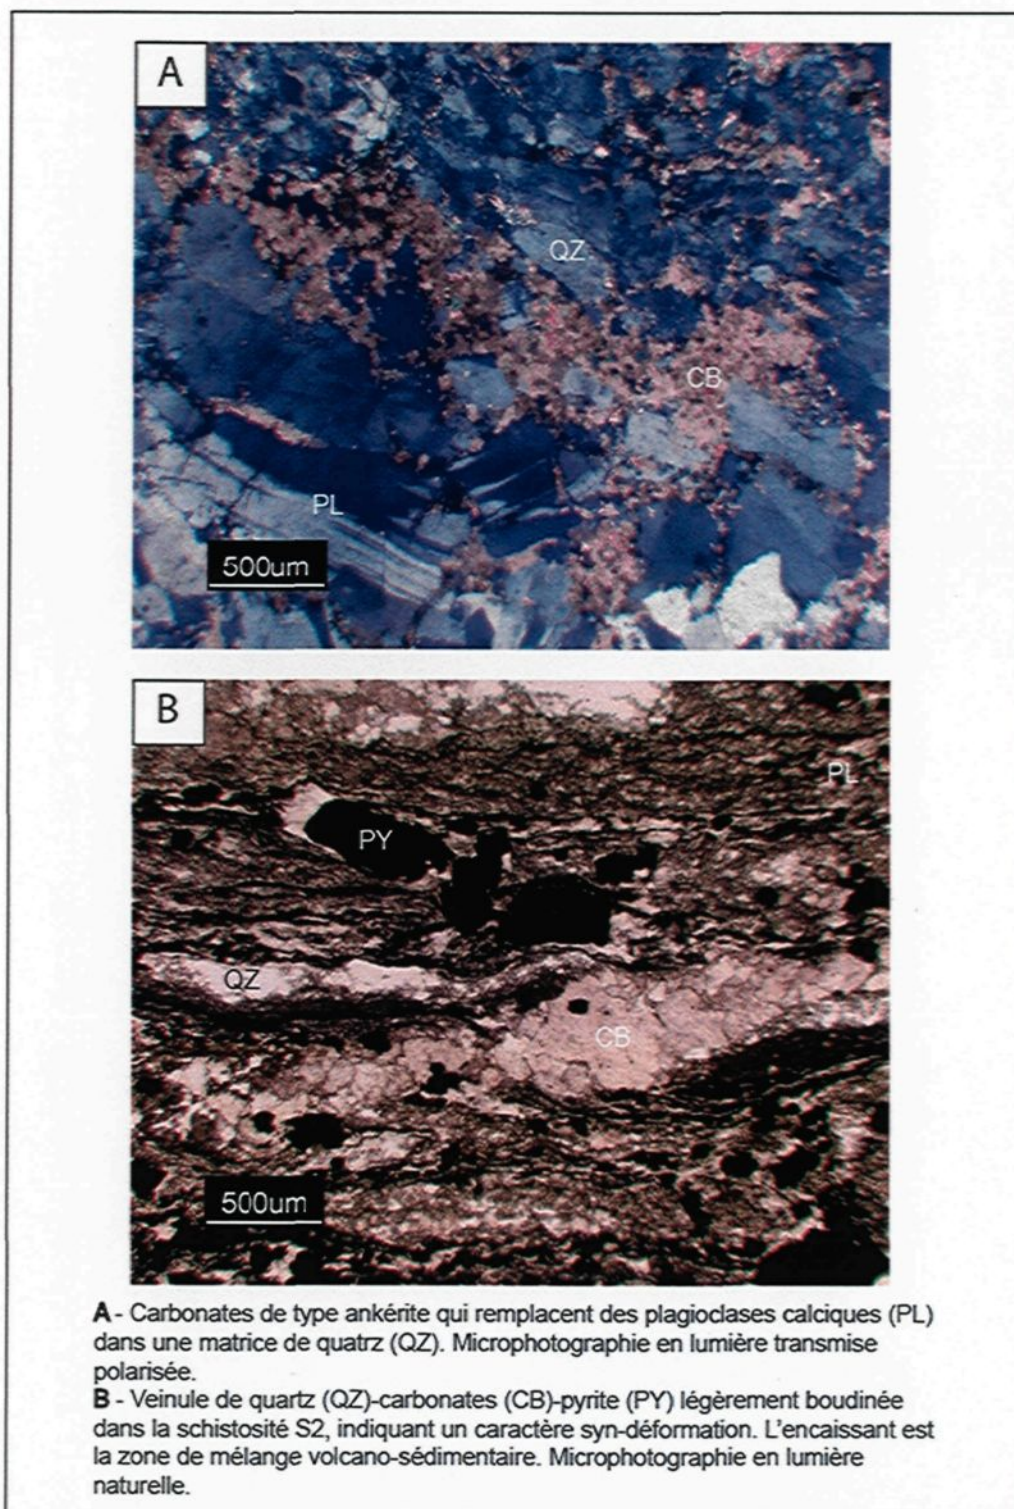 A
QZ
CB
PL
500um
B
PL
PY
QZ
CB
500um
A - Carbonates de type ankérite qui remplacent des plagioclases calciques (PL)
dans une matrice de quatrz (QZ). Microphotographie en lumière transmise
polarisée.
B - Veinule de quartz (QZ)-carbonates (CB)-pyrite (PY) légèrement boudinée
dans la schistosité S2, indiquant un caractère syn-déformation. L'encaissant est
la zone de mélange volcano-sédimentaire. Microphotographie en lumière
naturelle.